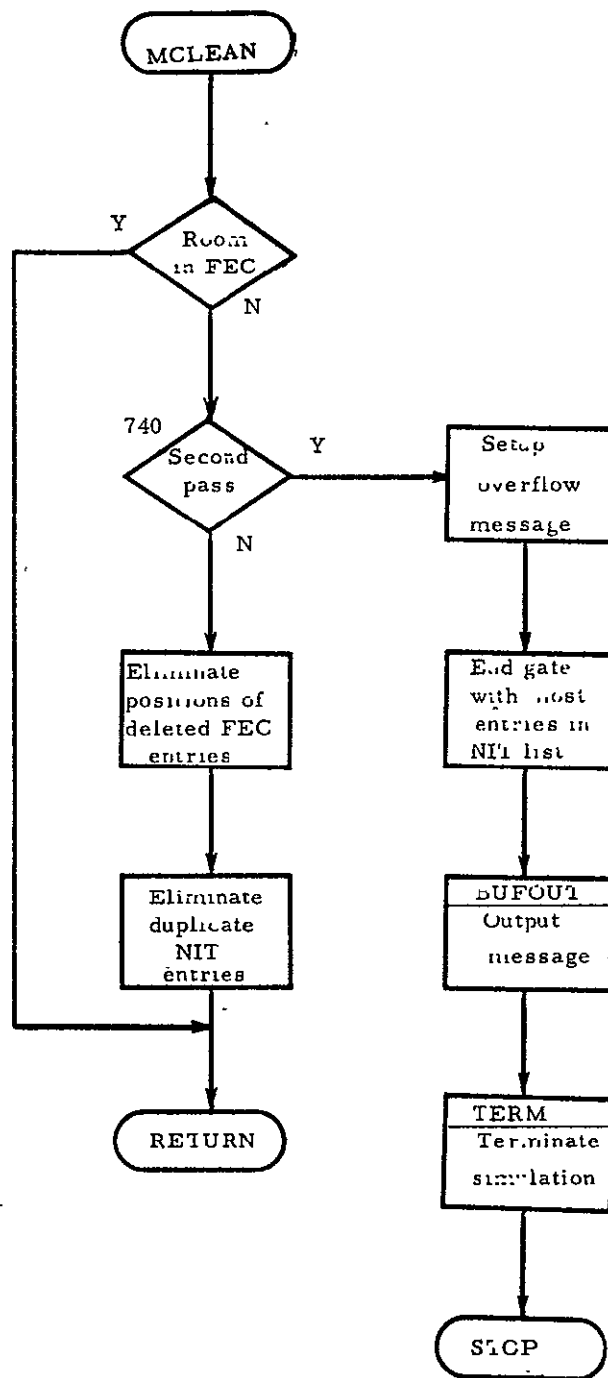 MCLEAN
Y
Room
in FEC
N
740
Second
pass
Y
N
Setup
overflow
message
Eliminate
positions of
deleted FEC
entries
End gate
with most
entries in
NIT list
Eliminate
duplicate
NIT
entries
BUFOUT
Output
message
RETURN
TERM
Terminate
simulation
STOP